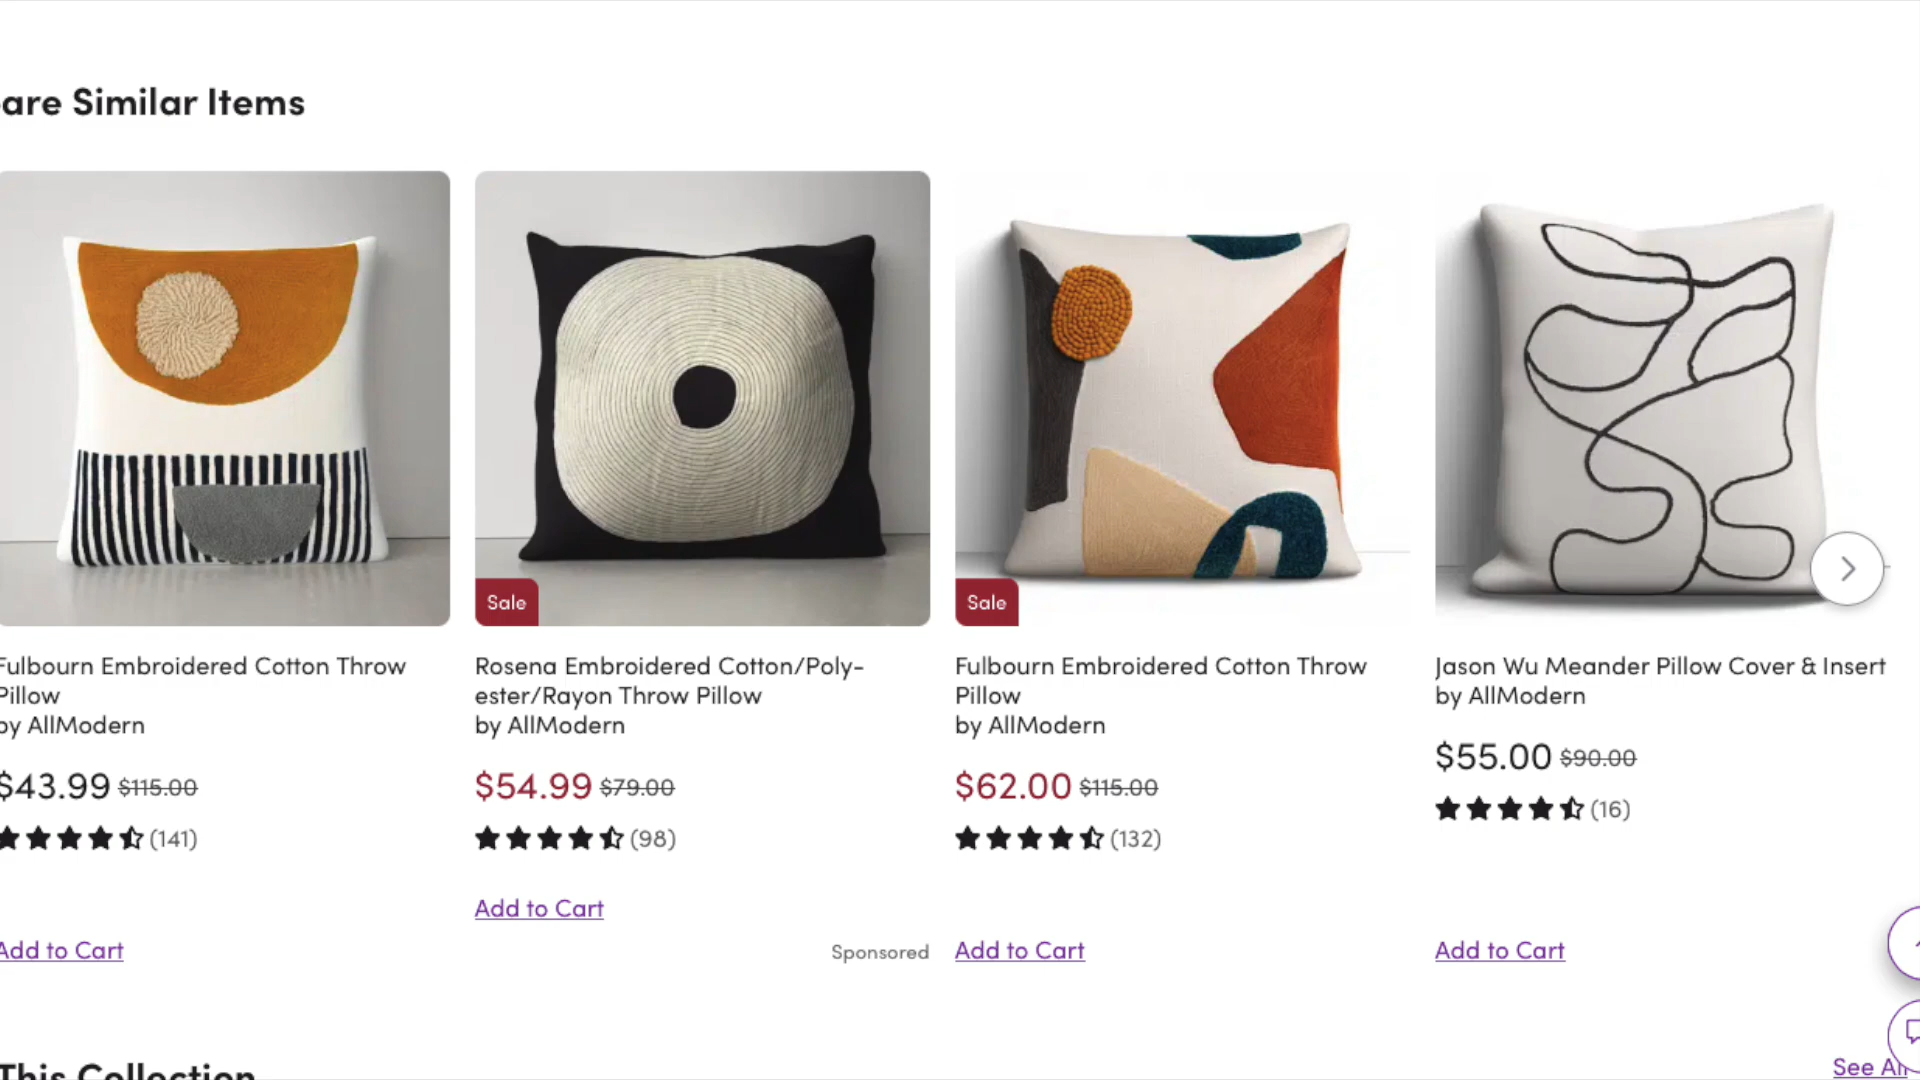 are Similar Items
Sale
Sale
Fulbourn Embroidered Cotton Throw
Pillow
by AllModern
$43.99 $115.00
(141)
Add to Cart
Rosena Embroidered Cotton/Poly-
ester/Rayon Throw Pillow
by AllModern
$54.99 $79.00
(98)
Add to Cart
Sponsored
Fulbourn Embroidered Cotton Throw
Pillow
by AllModern
$62.00 $115.00
(132)
Add to Cart
Jason Wu Meander Pillow Cover & Insert
by AllModern
$55.00 $90.00
(16)
Add to Cart
This Collection
See All